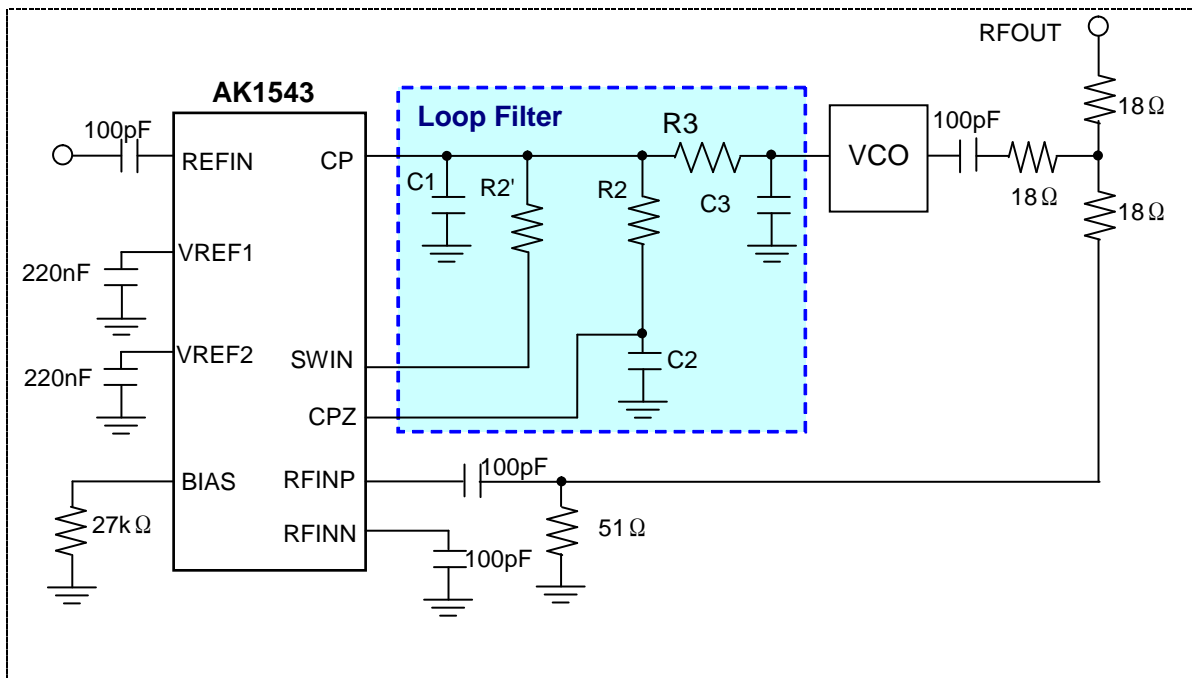 RFOUT
AK1543
Loop Filter
18Ω
100pF
REFIN
CP
R3
VCO
100pF
C1
R2'
R2
C3
18Ω
18Ω
VREF1
220nF
VREF2
220nF
SWIN
C2
CPZ
BIAS
RFINP
100pF
27kΩ
RFINN
51Ω
100pF